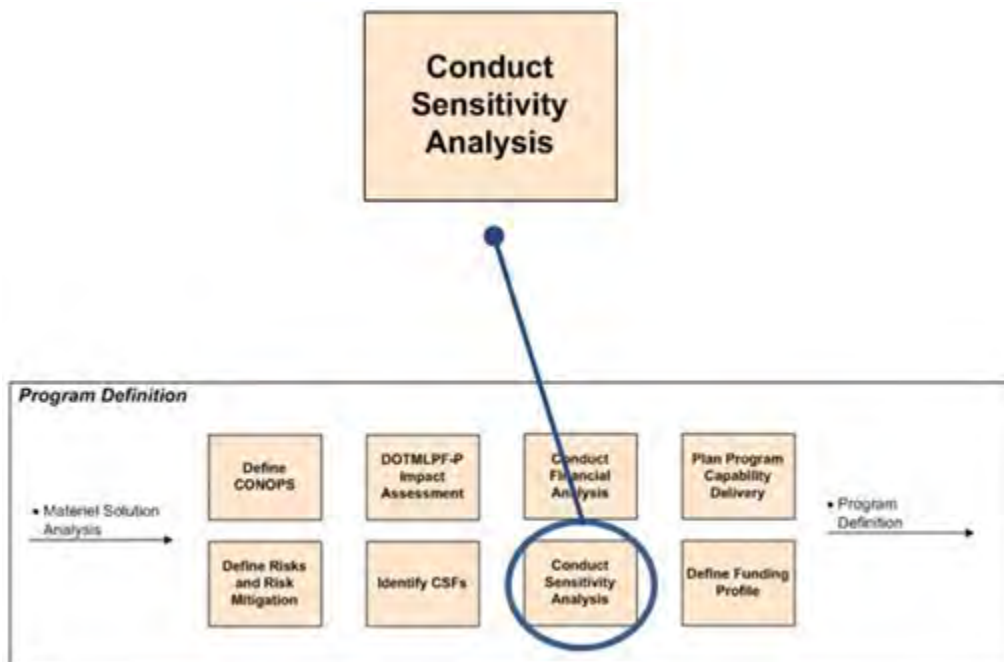 Conduct
Sensitivity
Analysis
Program Definition
• Materiel Solution
Analysis
Define
CONOPS
DOTMLPF-P
Impact
Assessment
Conduct
Financial
Analysis
Plan Program
Capability
Delivery
• Program
Definition
Define Risks
and Risk
Mitigation
Identify CSFs
Conduct
Sensitivity
Analysis
Define Funding
Profile